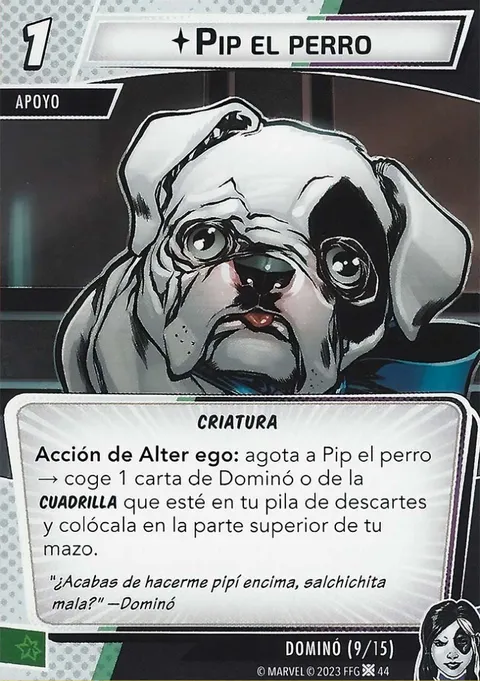 1
PIP EL PERRO
APOYO
CRIATURA
Acción de Alter ego: agota a Pip el perro
→ coge 1 carta de Dominó o de la
CUADRILLA que esté en tu pila de descartes
y colócala en la parte superior de tu
mazo.
"¿Acabas de hacerme pipí encima, salchichita
mala?" —Dominó
DOMINÓ (9/15)
© MARVEL © 2023 FFG 44